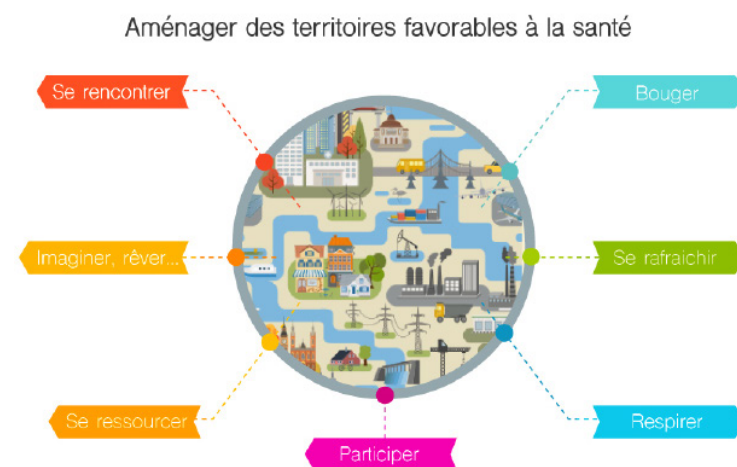 Aménager des territoires favorables à la santé
Se rencontrer
Bouger
Imaginer, rêver...
Se rafraichir
Se ressourcer
Respirer
Participer